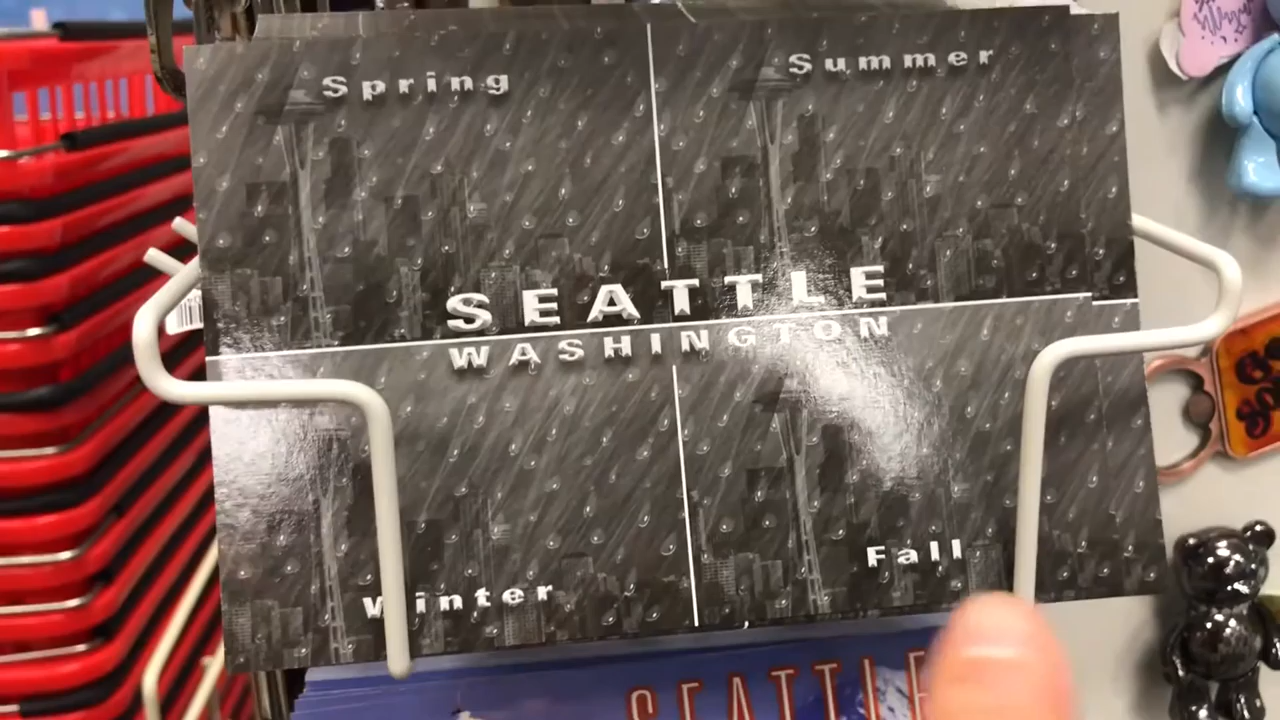 Spring
Summer
SEATTLE
WASHINGTON
Winter
Fall
SEATTLE